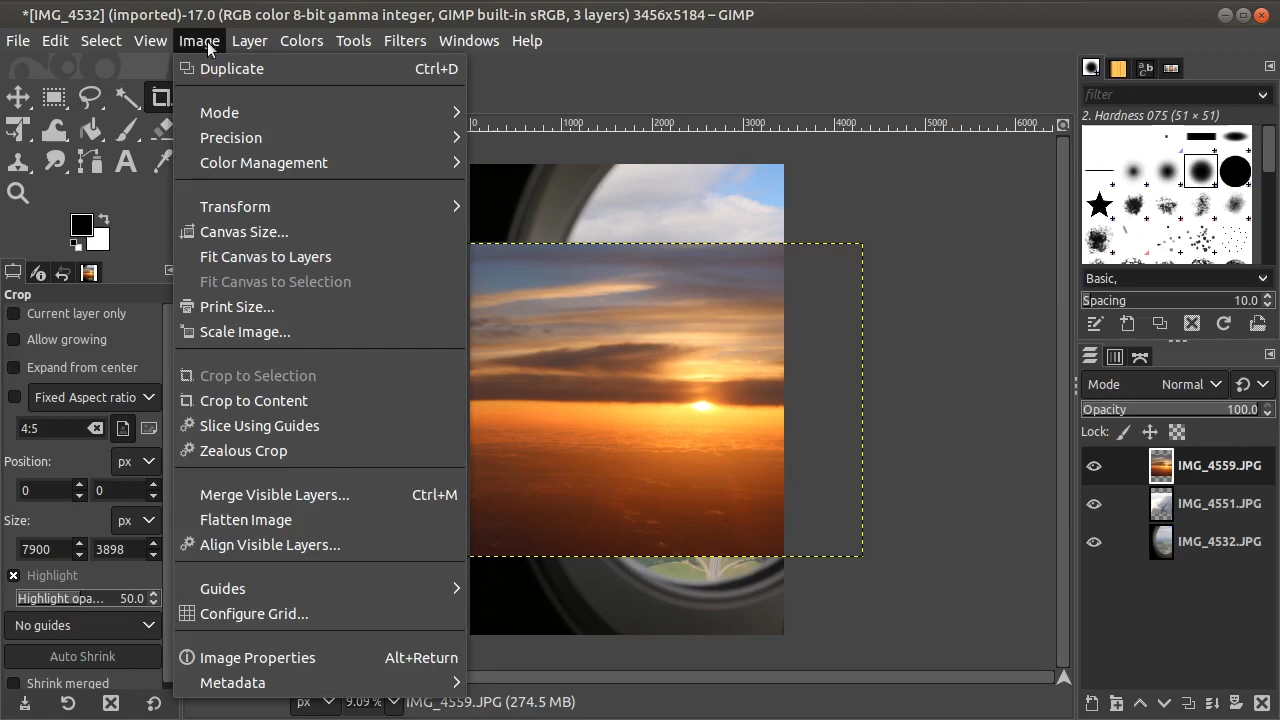 *[IMG_4532] (imported)-17.0 (RGB color 8-bit gamma integer, GIMP built-in sRGB, 3 layers) 3456x5184 – GIMP
File Edit Select View Image Layer Colors Tools Filters Windows Help
Duplicate Ctrl+D
Mode
Precision
Color Management
Transform
Canvas Size...
Fit Canvas to Layers
Fit Canvas to Selection
Print Size...
Scale Image...
Crop to Selection
Crop to Content
Slice Using Guides
Zealous Crop
Merge Visible Layers... Ctrl+M
Flatten Image
Align Visible Layers...
Guides
Configure Grid...
Image Properties Alt+Return
Metadata
Crop
Current layer only
Allow growing
Expand from center
Fixed Aspect ratio
4:5
Position: px
0 0
Size: px
7900 3898
Highlight
Highlight opa... 50.0
No guides
Auto Shrink
Shrink merged
0 1000 2000 3000 4000 5000 6000
px 9.09 % IMG_4559.JPG (274.5 MB)
filter
2. Hardness 075 (51 × 51)
Basic,
Spacing 10.0
Mode Normal
Opacity 100.0
Lock:
IMG_4559.JPG
IMG_4551.JPG
IMG_4532.JPG